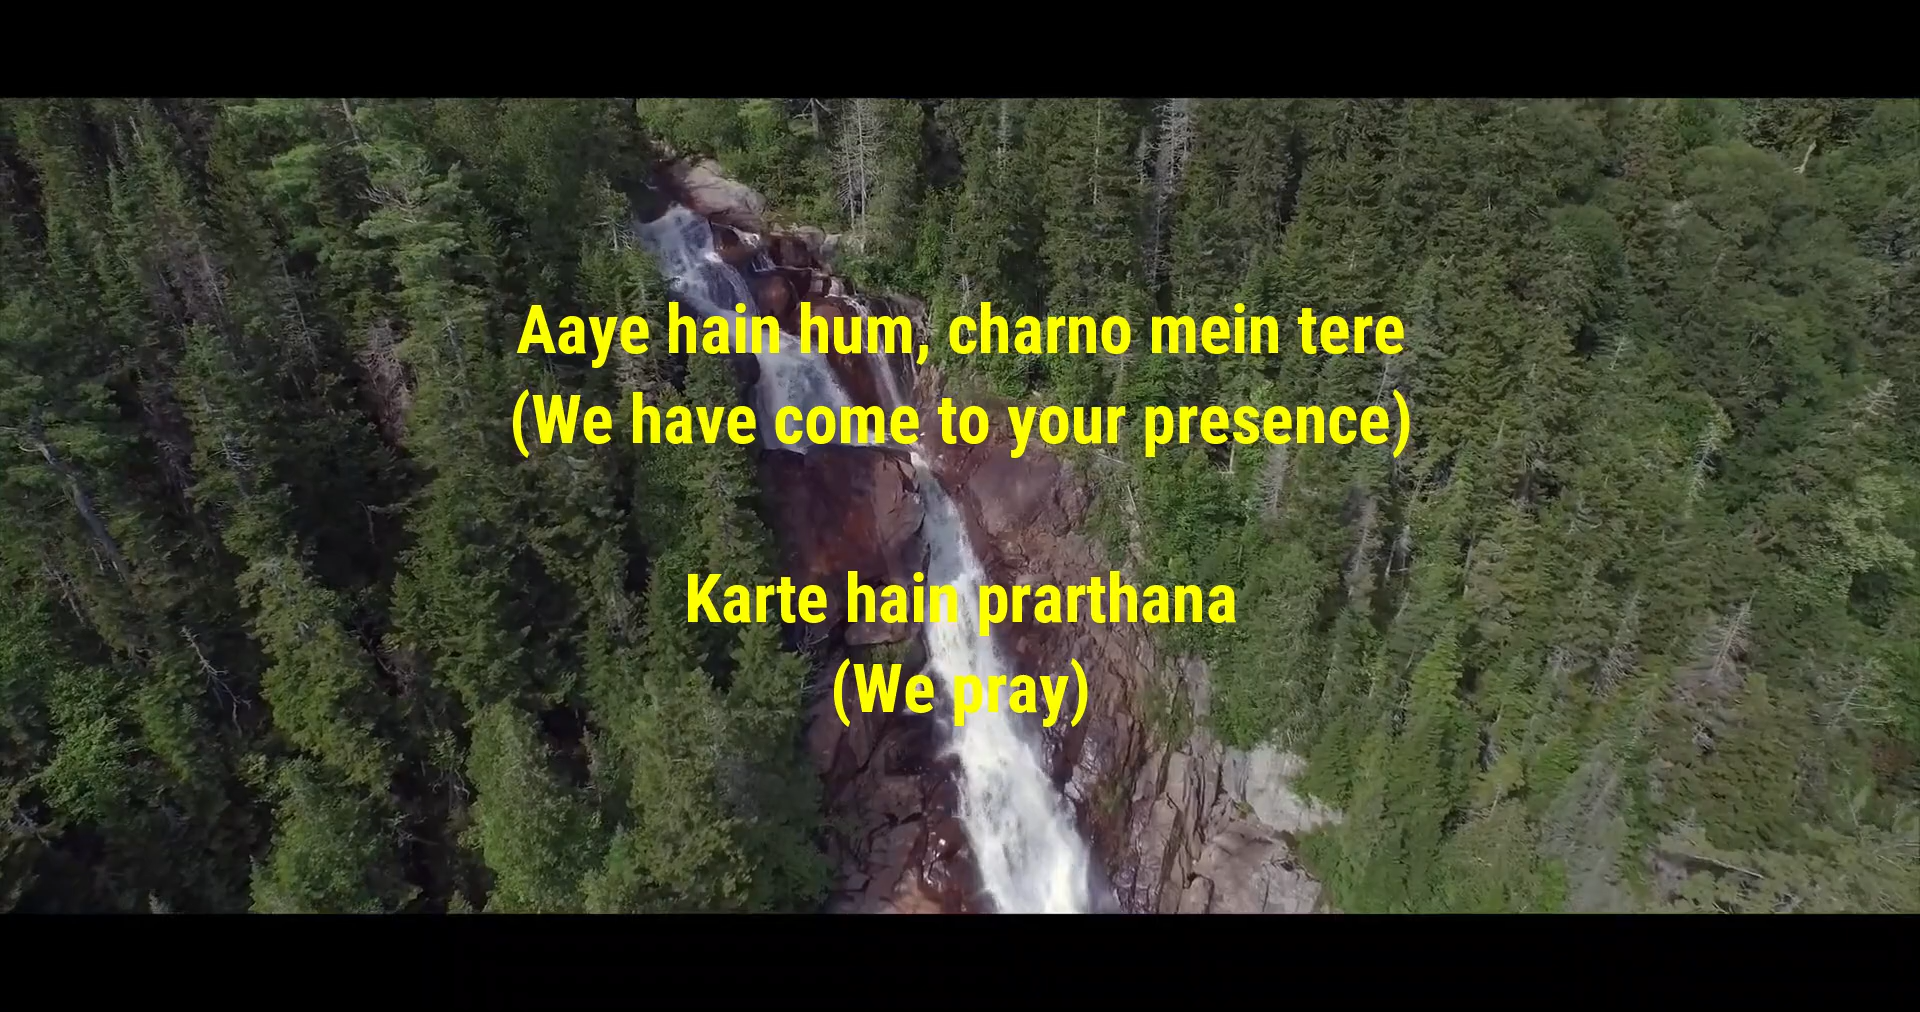 Aaye hain hum, charno mein tere
(We have come to your presence)
Karte hain prarthana
(We pray)